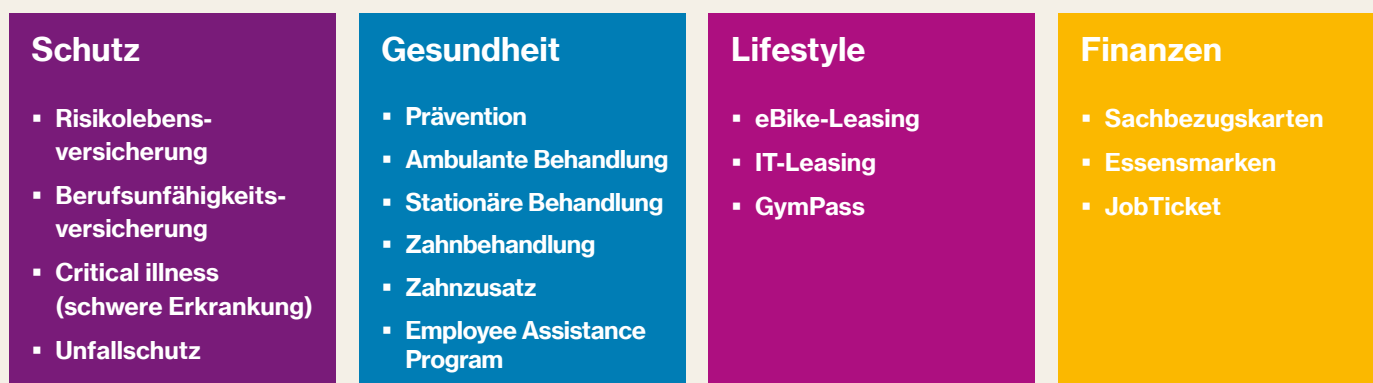 Schutz
▪ Risikolebens-
versicherung
▪ Berufsunfähigkeits-
versicherung
▪ Critical illness
(schwere Erkrankung)
▪ Unfallschutz
Gesundheit
▪ Prävention
▪ Ambulante Behandlung
▪ Stationäre Behandlung
▪ Zahnbehandlung
▪ Zahnzusatz
▪ Employee Assistance
Program
Lifestyle
▪ eBike-Leasing
▪ IT-Leasing
▪ GymPass
Finanzen
▪ Sachbezugskarten
▪ Essensmarken
▪ JobTicket